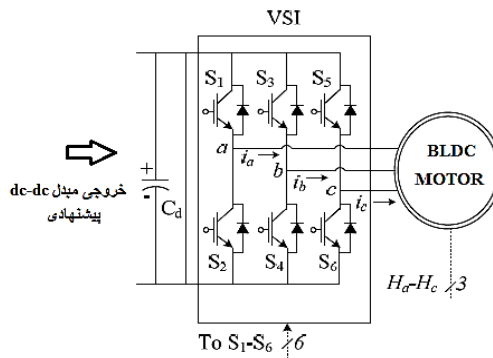 VSI
S1 S3 S5
a ia
b ib
c ic
BLDC
MOTOR
خروجی مبدل dc-dc
پیشنهادی
+
-
Cd
S2 S4 S6
Ha-Hc 3
To S1-S6 6